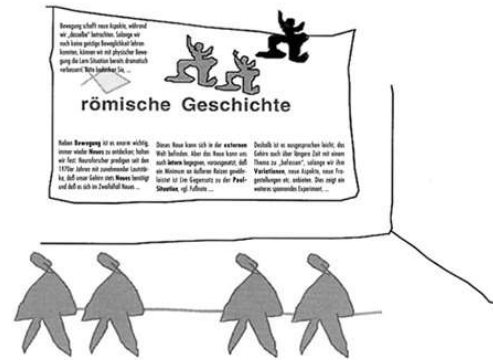 Bewegung schafft neue Aspekte, während
wir „dasselbe" betrachten. Solange wir
noch keine geistige Beweglichkeit lehren
konnten, können wir mit physischer Bewe-
gung die Lern-Situation bereits dramatisch
verbessern! Bitte bedenken Sie, ...
römische Geschichte
Neben Bewegung ist es enorm wichtig,
immer wieder Neues zu entdecken; halten
wir fest: Neuroforscher predigen seit den
1970er Jahren mit zunehmender Lautstär-
ke, daß unser Gehirn stets Neues benötigt
und daß es sich im Zweifelsfall Neues ...
Dieses Neue kann sich in der externen
Welt befinden. Aber das Neue kann uns
auch intern begegnen, vorausgesetzt, daß
ein Minimum an äußeren Reizen gewähr-
leistet ist (im Gegensatz zu der Pool-
Situation, vgl. Fußnote ...
Deshalb ist es ausgesprochen leicht, das
Gehirn auch über längere Zeit mit einem
Thema zu „befassen", solange wir ihm
Variationen, neue Aspekte, neue Fra-
gestellungen etc. anbieten. Dies zeigt ein
weiteres spannendes Experiment, ...